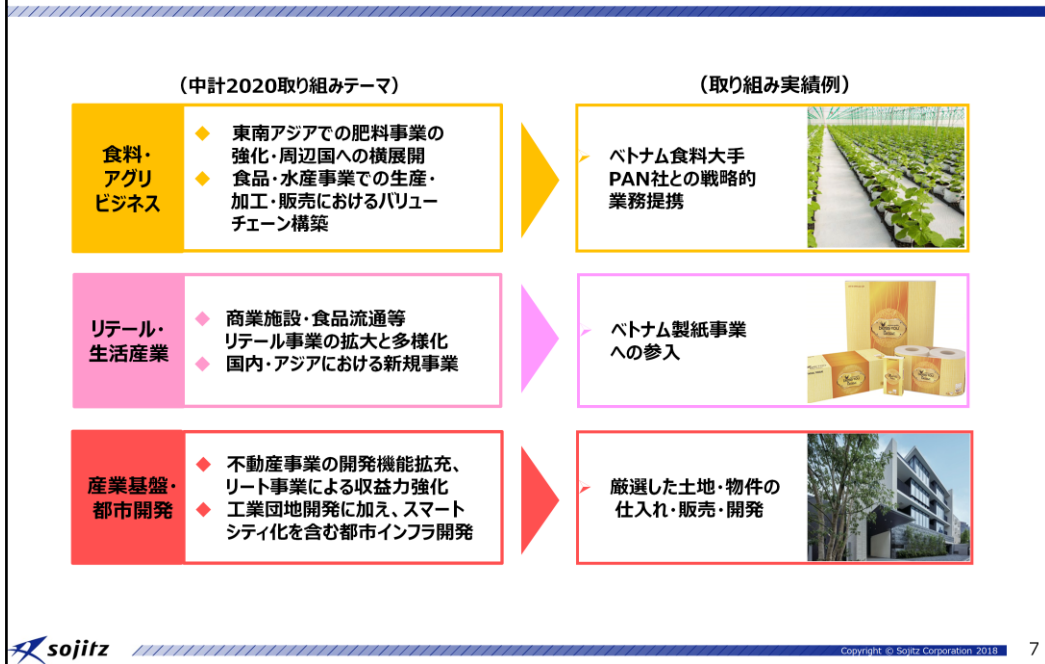 （中計2020取り組みテーマ）
（取り組み実績例）
食料・
アグリ
ビジネス
◆ 東南アジアでの肥料事業の
強化・周辺国への横展開
◆ 食品・水産事業での生産・
加工・販売におけるバリュー
チェーン構築
ベトナム食料大手
PAN社との戦略的
業務提携
リテール・
生活産業
◆ 商業施設・食品流通等
リテール事業の拡大と多様化
◆ 国内・アジアにおける新規事業
ベトナム製紙事業
への参入
産業基盤・
都市開発
◆ 不動産事業の開発機能拡充、
リート事業による収益力強化
◆ 工業団地開発に加え、スマート
シティ化を含む都市インフラ開発
厳選した土地・物件の
仕入れ・販売・開発
sojitz
Copyright © Sojitz Corporation 2018
7